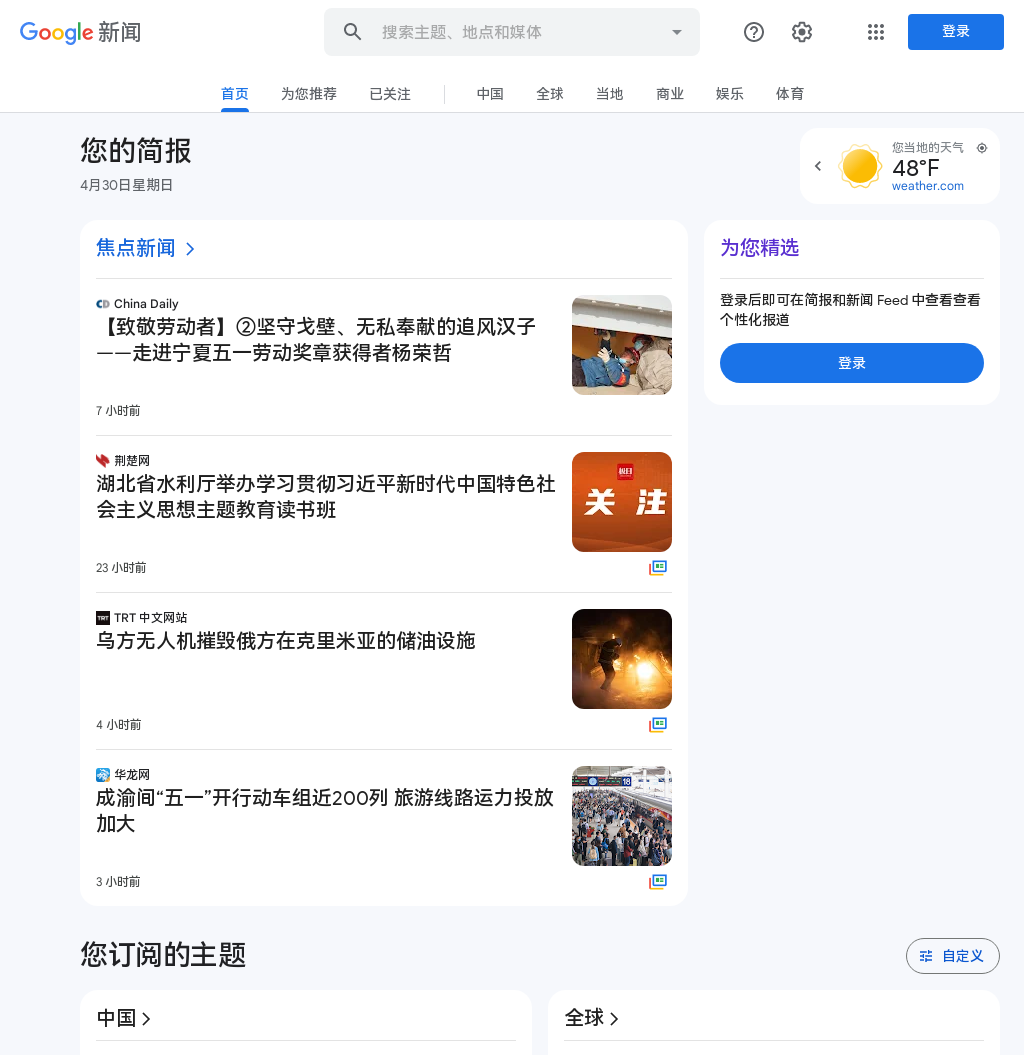 Google 新闻
搜索主题、地点和媒体
登录
首页
为您推荐
已关注
中国
全球
当地
商业
娱乐
体育
您的简报
4月30日星期日
您当地的天气
48°F
weather.com
焦点新闻
China Daily
【致敬劳动者】②坚守戈壁、无私奉献的追风汉子
——走进宁夏五一劳动奖章获得者杨荣哲
7 小时前
荆楚网
湖北省水利厅举办学习贯彻习近平新时代中国特色社
会主义思想主题教育读书班
极目
关 注
23 小时前
TRT
TRT 中文网站
乌方无人机摧毁俄方在克里米亚的储油设施
4 小时前
华龙网
成渝间“五一”开行动车组近200列 旅游线路运力投放
加大
18
3 小时前
为您精选
登录后即可在简报和新闻 Feed 中查看查看
个性化报道
登录
您订阅的主题
自定义
中国
全球